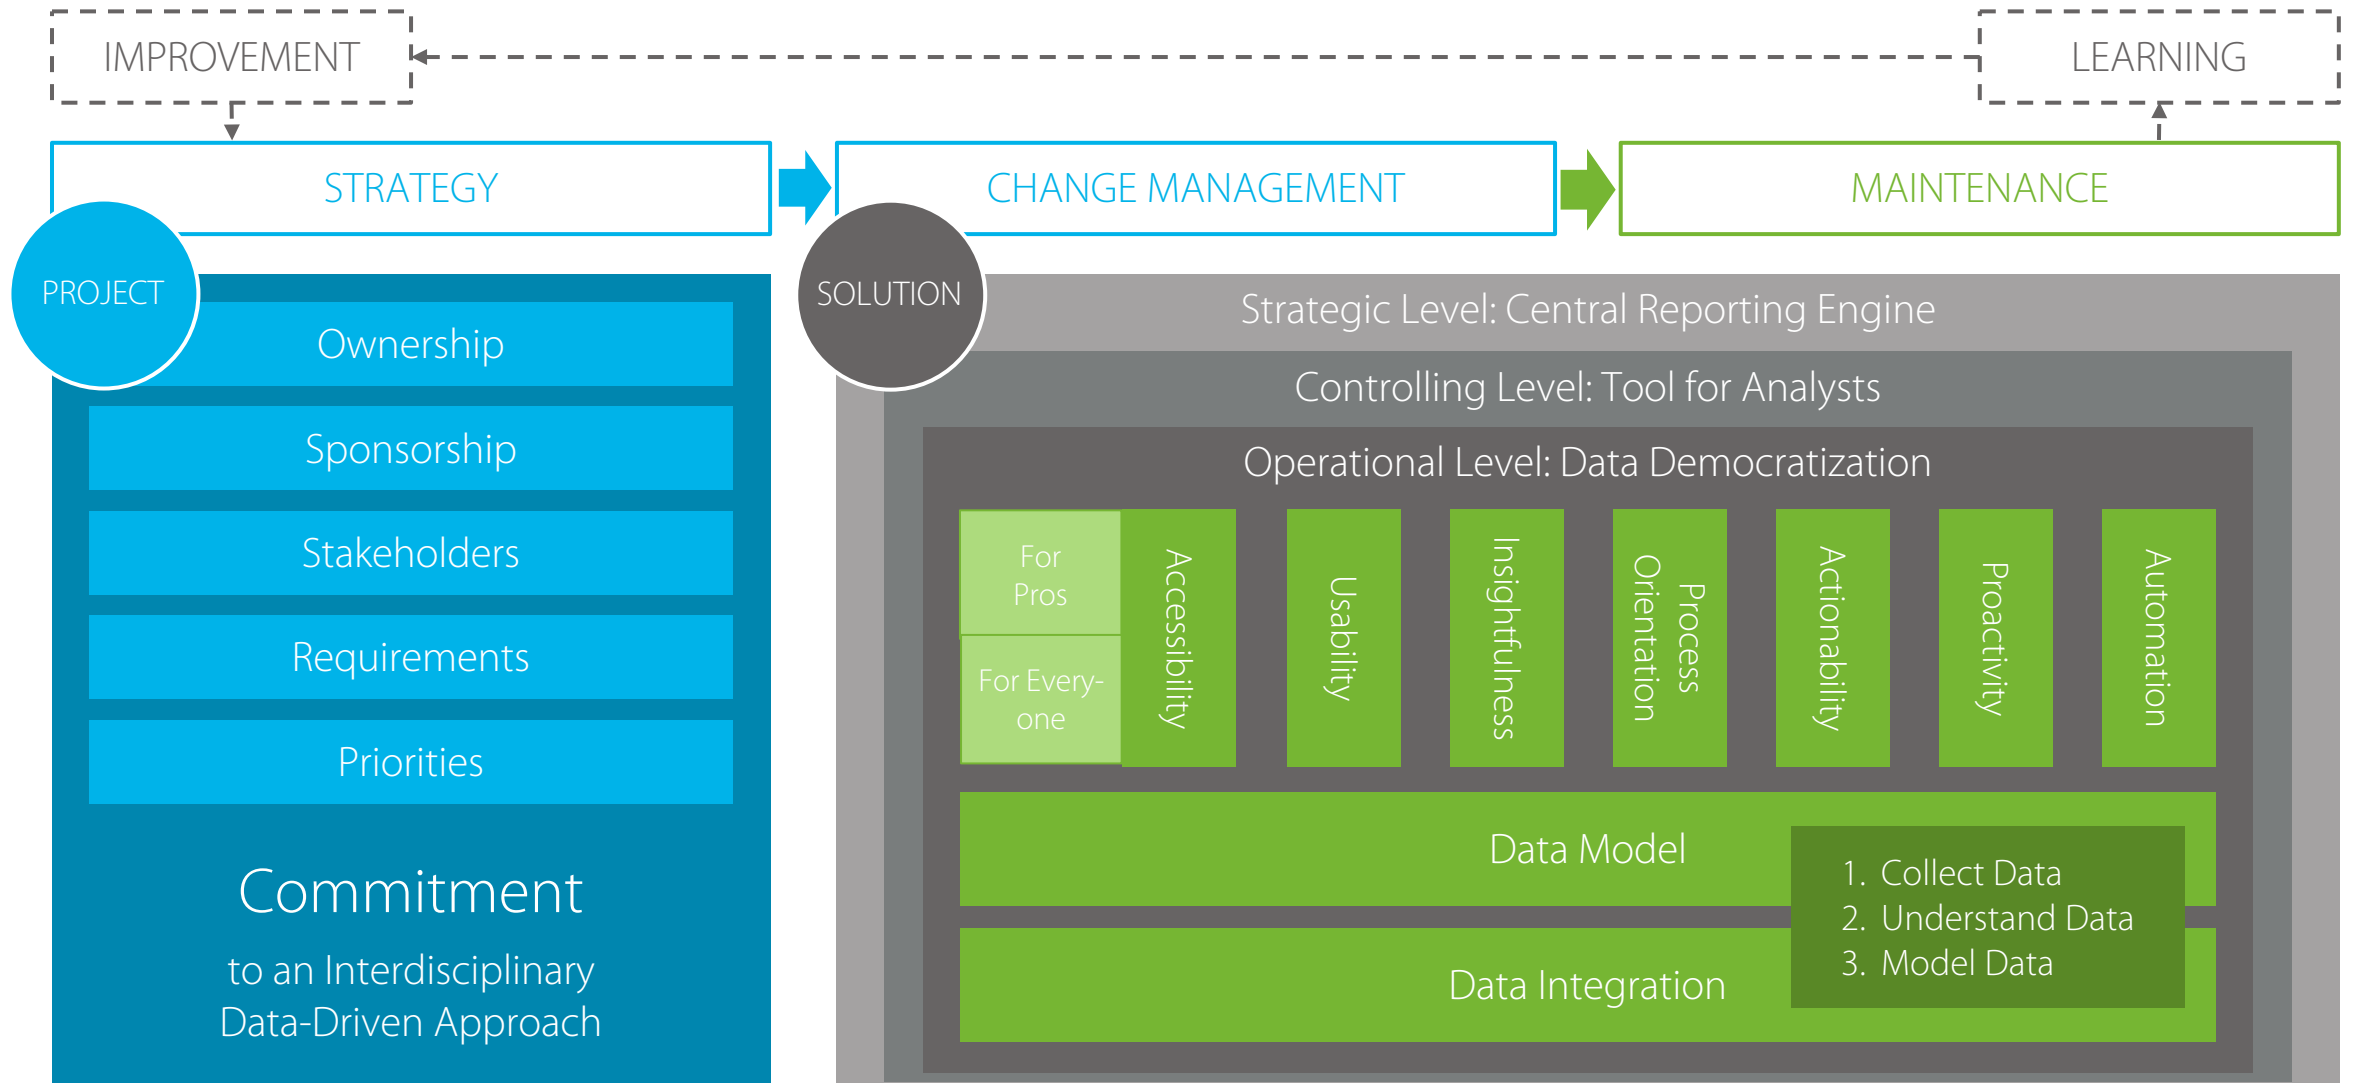 IMPROVEMENT
LEARNING
STRATEGY
CHANGE MANAGEMENT
MAINTENANCE
PROJECT
Ownership
Sponsorship
Stakeholders
Requirements
Priorities
Commitment
to an Interdisciplinary
Data-Driven Approach
SOLUTION
Strategic Level: Central Reporting Engine
Controlling Level: Tool for Analysts
Operational Level: Data Democratization
For
Pros
For Every-
one
Accessibility
Usability
Insightfulness
Process
Orientation
Actionability
Proactivity
Automation
Data Model
Data Integration
1. Collect Data
2. Understand Data
3. Model Data